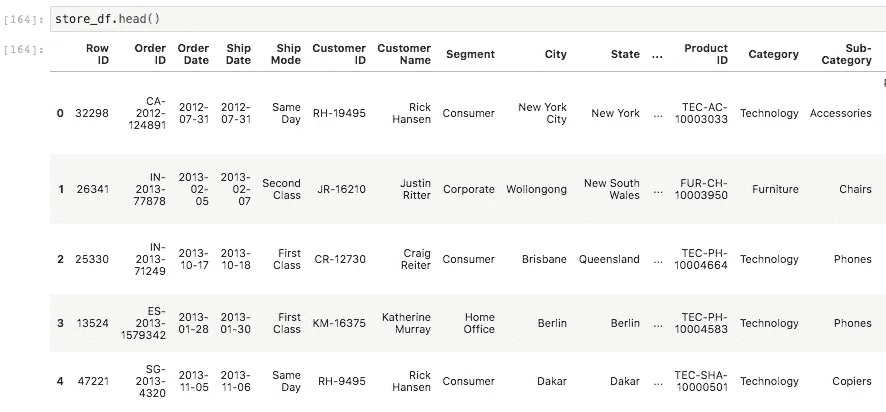 [164]: store_df.head()
[164]: Row ID Order ID Order Date Ship Date Ship Mode Customer ID Customer Name Segment City State ... Product ID Category Sub-Category
0 32298 CA-2012-124891 2012-07-31 2012-07-31 Same Day RH-19495 Rick Hansen Consumer New York City New York ... TEC-AC-10003033 Technology Accessories
1 26341 IN-2013-77878 2013-02-05 2013-02-07 Second Class JR-16210 Justin Ritter Corporate Wollongong New South Wales ... FUR-CH-10003950 Furniture Chairs
2 25330 IN-2013-71249 2013-10-17 2013-10-18 First Class CR-12730 Craig Reiter Consumer Brisbane Queensland ... TEC-PH-10004664 Technology Phones
3 13524 ES-2013-1579342 2013-01-28 2013-01-30 First Class KM-16375 Katherine Murray Home Office Berlin Berlin ... TEC-PH-10004583 Technology Phones
4 47221 SG-2013-4320 2013-11-05 2013-11-06 Same Day RH-9495 Rick Hansen Consumer Dakar Dakar ... TEC-SHA-10000501 Technology Copiers